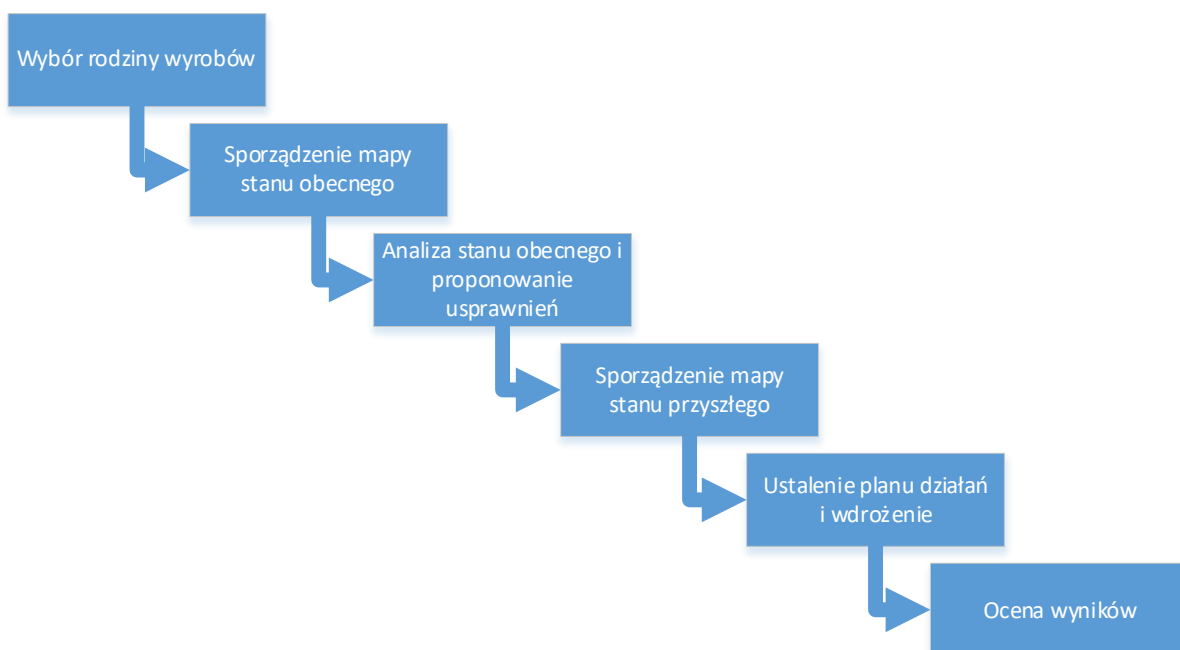 Wybór rodziny wyrobów
Sporządzenie mapy
stanu obecnego
Analiza stanu obecnego i
proponowanie
usprawnień
Sporządzenie mapy
stanu przyszłego
Ustalenie planu działań
i wdrożenie
Ocena wyników